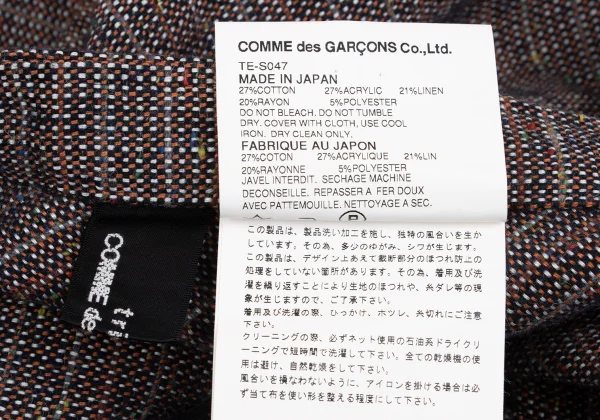 COMME des GARÇONS Co.,Ltd.
TE-S047
MADE IN JAPAN
27%COTTON 27%ACRYLIC 21%LINEN
20%RAYON 5%POLYESTER
DO NOT BLEACH. DO NOT TUMBLE
DRY. COVER WITH CLOTH, USE COOL
IRON. DRY CLEAN ONLY.
FABRIQUE AU JAPON
27%COTON 27%ACRYLIQUE 21%LIN
20%RAYONNE 5%POLYESTER
JAVEL INTERDIT. SECHAGE MACHINE
DECONSEILLE. REPASSER A FER DOUX
AVEC PATTEMOUILLE. NETTOYAGE A SEC.
この製品は、製品洗い加工を施し、独特の風合いを生か
しています。その為、多少のゆがみ、シワが生じます。
この製品は、デザイン上あえて裁断部分のほつれ防止の
処理をしていない箇所があります。その為、着用及び洗
濯を繰り返すことにより生地のほつれや、糸ダレ等の現
象が生じますので、ご了承下さい。
着用及び洗濯の際、ひっかけ、ホツレ、糸切れにご注意
下さい。
クリーニングの際、必ずネット使用の石油系ドライクリ
ーニングで短時間で洗濯して下さい。全ての乾燥機の使
用は避け、自然乾燥をして下さい。
風合いを損なわないように、アイロンを掛ける場合は必
ず当て布を使い形を整える程度にして下さい。
tri
COMME de